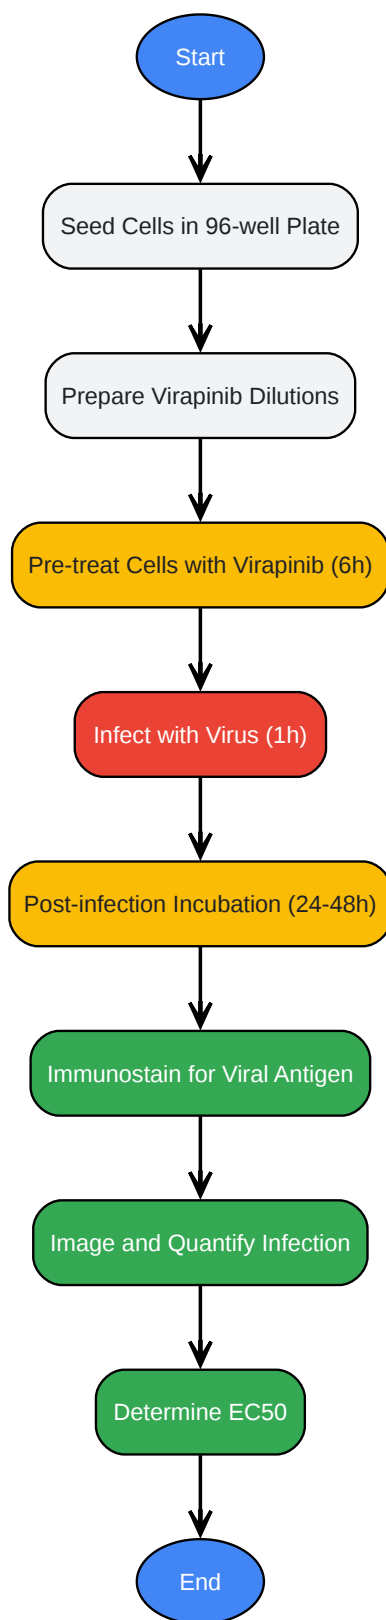 Start
Seed Cells in 96-well Plate
Prepare Virapinib Dilutions
Pre-treat Cells with Virapinib (6h)
Infect with Virus (1h)
Post-infection Incubation (24-48h)
Immunostain for Viral Antigen
Image and Quantify Infection
Determine EC50
End